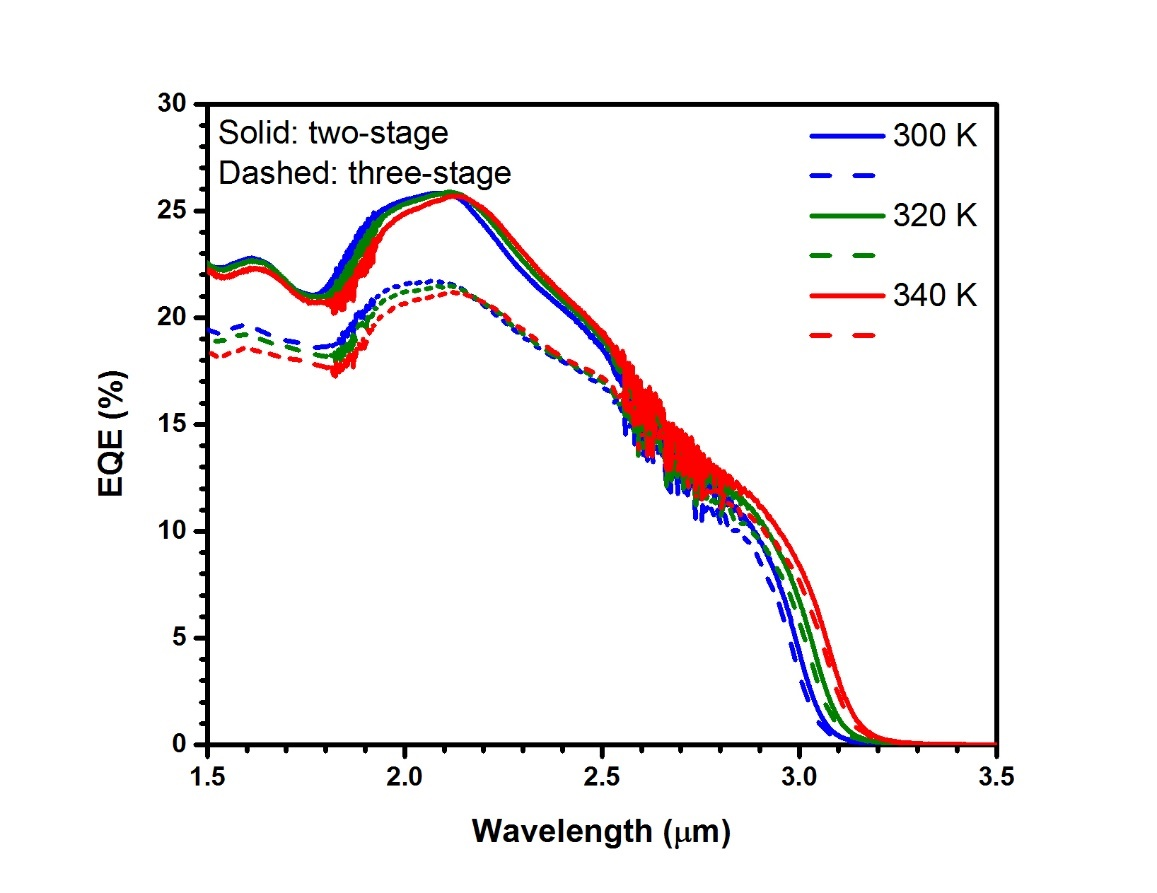 Solid: two-stage
Dashed: three-stage
300 K
320 K
340 K
EQE (%)
30
25
20
15
10
5
0
1.5
2.0
2.5
3.0
3.5
Wavelength (μm)